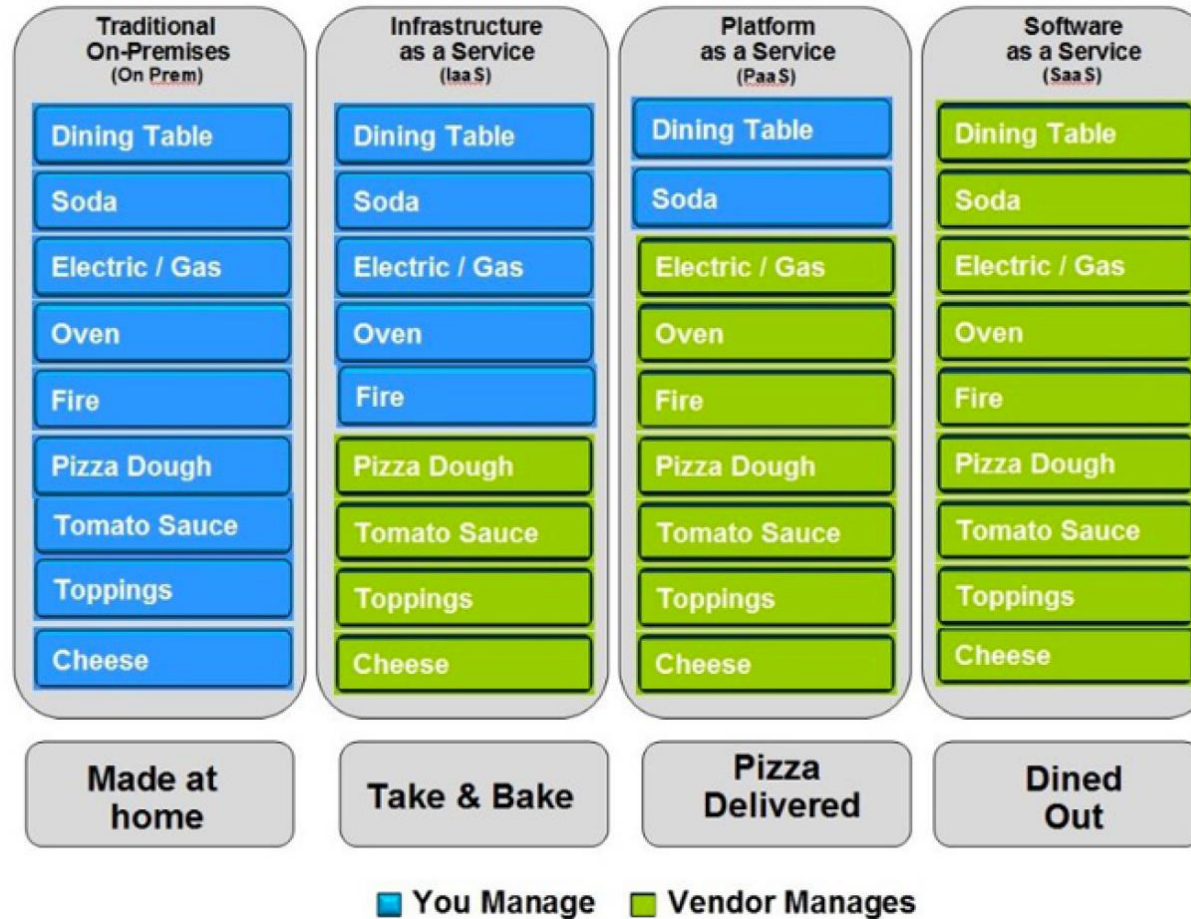 Traditional
On-Premises
(On Prem)
Dining Table
Soda
Electric / Gas
Oven
Fire
Pizza Dough
Tomato Sauce
Toppings
Cheese
Made at
home
Infrastructure
as a Service
(IaaS)
Dining Table
Soda
Electric / Gas
Oven
Fire
Pizza Dough
Tomato Sauce
Toppings
Cheese
Take & Bake
Platform
as a Service
(PaaS)
Dining Table
Soda
Electric / Gas
Oven
Fire
Pizza Dough
Tomato Sauce
Toppings
Cheese
Pizza
Delivered
Software
as a Service
(SaaS)
Dining Table
Soda
Electric / Gas
Oven
Fire
Pizza Dough
Tomato Sauce
Toppings
Cheese
Dined
Out
You Manage
Vendor Manages